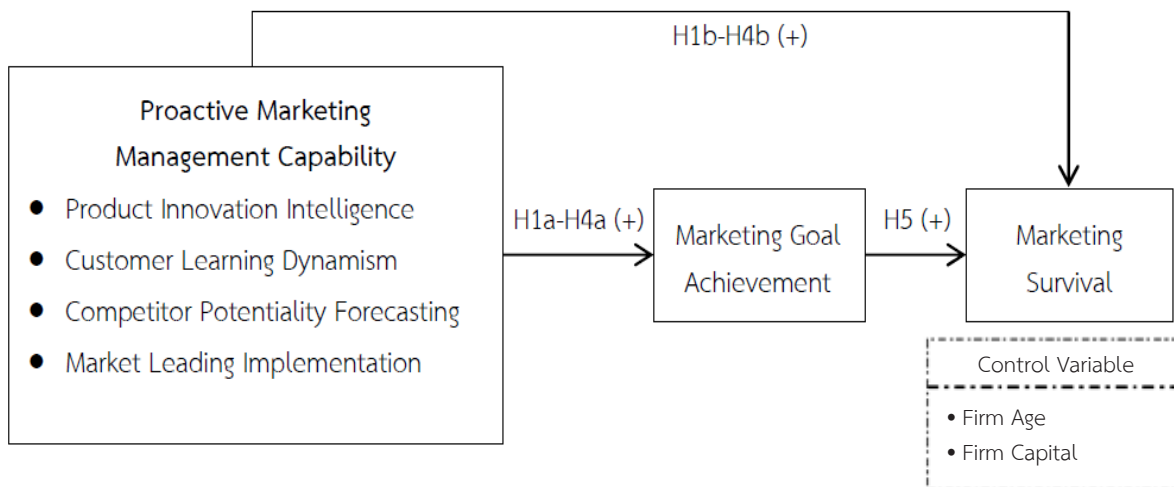 H1b-H4b (+)
Proactive Marketing
Management Capability
● Product Innovation Intelligence
● Customer Learning Dynamism
● Competitor Potentiality Forecasting
● Market Leading Implementation
H1a-H4a (+)
Marketing Goal
Achievement
H5 (+)
Marketing
Survival
Control Variable
• Firm Age
• Firm Capital